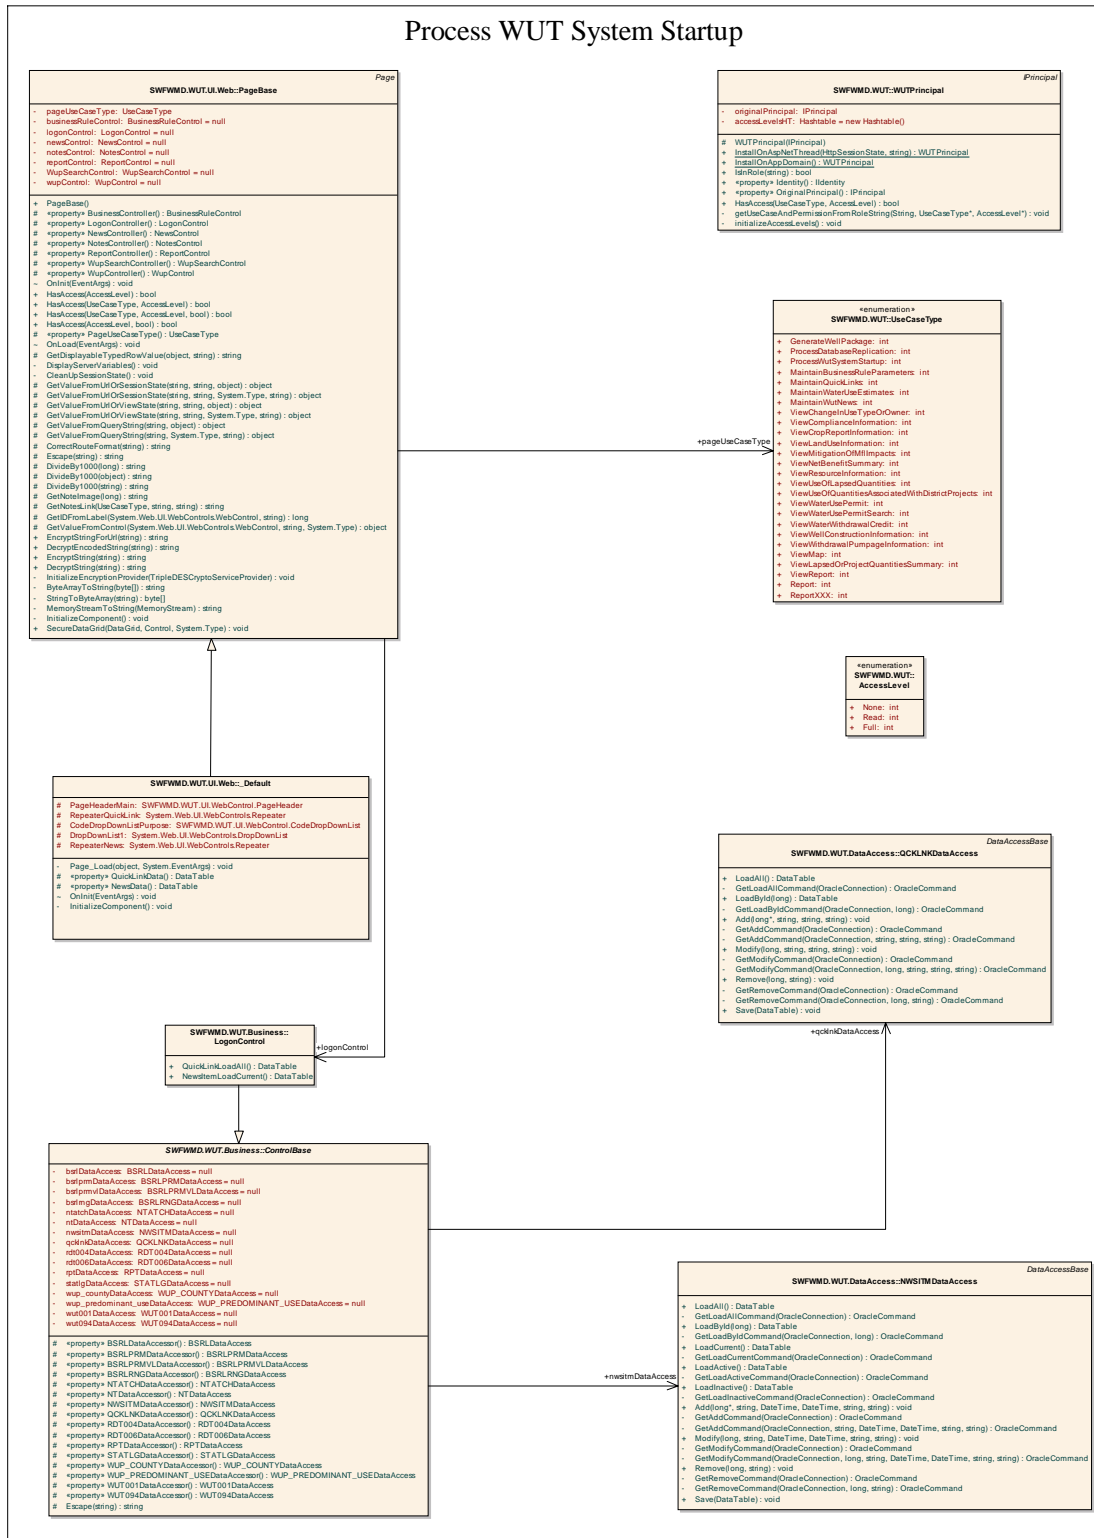 Process WUT System Startup
Page
SWFWMD.WUT.UI.Web::PageBase
- pageUseCaseType: UseCaseType
- businessRuleControl: BusinessRuleControl = null
- logonControl: LogonControl = null
- newsControl: NewsControl = null
- notesControl: NotesControl = null
- reportControl: ReportControl = null
- WupSearchControl: WupSearchControl = null
- wupControl: WupControl = null
+ PageBase()
# «property» BusinessController() : BusinessRuleControl
# «property» LogonController() : LogonControl
# «property» NewsController() : NewsControl
# «property» NotesController() : NotesControl
# «property» ReportController() : ReportControl
# «property» WupSearchController() : WupSearchControl
# «property» WupController() : WupControl
~ OnInit(EventArgs) : void
+ HasAccess(AccessLevel) : bool
+ HasAccess(UseCaseType, AccessLevel) : bool
+ HasAccess(UseCaseType, AccessLevel, bool) : bool
+ HasAccess(AccessLevel, bool) : bool
# «property» PageUseCaseType() : UseCaseType
~ OnLoad(EventArgs) : void
# GetDisplayableTypedRowValue(object, string) : string
- DisplayServerVariables() : void
- CleanUpSessionState() : void
# GetValueFromUrlOrSessionState(string, string, object) : object
# GetValueFromUrlOrSessionState(string, string, System.Type, string) : object
# GetValueFromUrlOrViewState(string, string, object) : object
# GetValueFromUrlOrViewState(string, string, System.Type, string) : object
# GetValueFromQueryString(string, object) : object
# GetValueFromQueryString(string, System.Type, string) : object
# CorrectRouteFormat(string) : string
# Escape(string) : string
# DivideBy1000(long) : string
# DivideBy1000(object) : string
# DivideBy1000(string) : string
# GetNoteImage(long) : string
# GetNotesLink(UseCaseType, string, string) : string
# GetIDFromLabel(System.Web.UI.WebControls.WebControl, string) : long
# GetValueFromControl(System.Web.UI.WebControls.WebControl, string, System.Type) : object
+ EncryptStringForUrl(string) : string
+ DecryptEncodedString(string) : string
+ EncryptString(string) : string
+ DecryptString(string) : string
- InitializeEncryptionProvider(TripleDESCryptoServiceProvider) : void
- ByteArrayToString(byte[]) : string
- StringToByteArray(string) : byte[]
- MemoryStreamToString(MemoryStream) : string
- InitializeComponent() : void
+ SecureDataGrid(DataGrid, Control, System.Type) : void
IPrincipal
SWFWMD.WUT::WUTPrincipal
- originalPrincipal: IPrincipal
- accessLevelsHT: Hashtable = new Hashtable()
# WUTPrincipal(IPrincipal)
+ InstallOnAspNetThread(HttpSessionState, string) : WUTPrincipal
+ InstallOnAppDomain() : WUTPrincipal
+ IsInRole(string) : bool
+ «property» Identity() : IIdentity
+ «property» OriginalPrincipal() : IPrincipal
+ HasAccess(UseCaseType, AccessLevel) : bool
- getUseCaseAndPermissionFromRoleString(String, UseCaseType*, AccessLevel*) : void
- initializeAccessLevels() : void
+pageUseCaseType
«enumeration»
SWFWMD.WUT::UseCaseType
+ GenerateWellPackage: int
+ ProcessDatabaseReplication: int
+ ProcessWutSystemStartup: int
+ MaintainBusinessRuleParameters: int
+ MaintainQuickLinks: int
+ MaintainWaterUseEstimates: int
+ MaintainWutNews: int
+ ViewChangeInUseTypeOrOwner: int
+ ViewComplianceInformation: int
+ ViewCropReportInformation: int
+ ViewLandUseInformation: int
+ ViewMitigationOfMflImpacts: int
+ ViewNetBenefitSummary: int
+ ViewResourceInformation: int
+ ViewUseOfLapsedQuantities: int
+ ViewUseOfQuantitiesAssociatedWithDistrictProjects: int
+ ViewWaterUsePermit: int
+ ViewWaterUsePermitSearch: int
+ ViewWaterWithdrawalCredit: int
+ ViewWellConstructionInformation: int
+ ViewWithdrawalPumpageInformation: int
+ ViewMap: int
+ ViewLapsedOrProjectQuantitiesSummary: int
+ ViewReport: int
+ Report: int
+ ReportXXX: int
«enumeration»
SWFWMD.WUT::
AccessLevel
+ None: int
+ Read: int
+ Full: int
SWFWMD.WUT.UI.Web::_Default
# PageHeaderMain: SWFWMD.WUT.UI.WebControl.PageHeader
# RepeaterQuickLink: System.Web.UI.WebControls.Repeater
# CodeDropDownListPurpose: SWFWMD.WUT.UI.WebControl.CodeDropDownList
# DropDownList1: System.Web.UI.WebControls.DropDownList
# RepeaterNews: System.Web.UI.WebControls.Repeater
- Page_Load(object, System.EventArgs) : void
# «property» QuickLinkData() : DataTable
# «property» NewsData() : DataTable
~ OnInit(EventArgs) : void
- InitializeComponent() : void
DataAccessBase
SWFWMD.WUT.DataAccess::QCKLNKDataAccess
+ LoadAll() : DataTable
- GetLoadAllCommand(OracleConnection) : OracleCommand
+ LoadById(long) : DataTable
- GetLoadByIdCommand(OracleConnection, long) : OracleCommand
+ Add(long*, string, string, string) : void
- GetAddCommand(OracleConnection) : OracleCommand
- GetAddCommand(OracleConnection, string, string, string) : OracleCommand
+ Modify(long, string, string, string) : void
- GetModifyCommand(OracleConnection) : OracleCommand
- GetModifyCommand(OracleConnection, long, string, string, string) : OracleCommand
+ Remove(long, string) : void
- GetRemoveCommand(OracleConnection) : OracleCommand
- GetRemoveCommand(OracleConnection, long, string) : OracleCommand
+ Save(DataTable) : void
+qcklnkDataAccess
SWFWMD.WUT.Business::
LogonControl
+ QuickLinkLoadAll() : DataTable
+ NewsItemLoadCurrent() : DataTable
+logonControl
SWFWMD.WUT.Business::ControlBase
- bsrlDataAccess: BSRLDataAccess = null
- bsrlprmDataAccess: BSRLPRMDataAccess = null
- bsrlprmvlDataAccess: BSRLPRMVLDataAccess = null
- bsrlrngDataAccess: BSRLRNGDataAccess = null
- ntatchDataAccess: NTATCHDataAccess = null
- ntDataAccess: NTDataAccess = null
- nwsitmDataAccess: NWSITMDataAccess = null
- qcklnkDataAccess: QCKLNKDataAccess = null
- rdt004DataAccess: RDT004DataAccess = null
- rdt006DataAccess: RDT006DataAccess = null
- rptDataAccess: RPTDataAccess = null
- statlgDataAccess: STATLGDataAccess = null
- wup_countyDataAccess: WUP_COUNTYDataAccess = null
- wup_predominant_useDataAccess: WUP_PREDOMINANT_USEDataAccess = null
- wut001DataAccess: WUT001DataAccess = null
- wut094DataAccess: WUT094DataAccess = null
# «property» BSRLDataAccessor() : BSRLDataAccess
# «property» BSRLPRMDataAccessor() : BSRLPRMDataAccess
# «property» BSRLPRMVLDataAccessor() : BSRLPRMVLDataAccess
# «property» BSRLRNGDataAccessor() : BSRLRNGDataAccess
# «property» NTATCHDataAccessor() : NTATCHDataAccess
# «property» NTDataAccessor() : NTDataAccess
# «property» NWSITMDataAccessor() : NWSITMDataAccess
# «property» QCKLNKDataAccessor() : QCKLNKDataAccess
# «property» RDT004DataAccessor() : RDT004DataAccess
# «property» RDT006DataAccessor() : RDT006DataAccess
# «property» RPTDataAccessor() : RPTDataAccess
# «property» STATLGDataAccessor() : STATLGDataAccess
# «property» WUP_COUNTYDataAccessor() : WUP_COUNTYDataAccess
# «property» WUP_PREDOMINANT_USEDataAccessor() : WUP_PREDOMINANT_USEDataAccess
# «property» WUT001DataAccessor() : WUT001DataAccess
# «property» WUT094DataAccessor() : WUT094DataAccess
# Escape(string) : string
+nwsitmDataAccess
DataAccessBase
SWFWMD.WUT.DataAccess::NWSITMDataAccess
+ LoadAll() : DataTable
- GetLoadAllCommand(OracleConnection) : OracleCommand
+ LoadById(long) : DataTable
- GetLoadByIdCommand(OracleConnection, long) : OracleCommand
+ LoadCurrent() : DataTable
- GetLoadCurrentCommand(OracleConnection) : OracleCommand
+ LoadActive() : DataTable
- GetLoadActiveCommand(OracleConnection) : OracleCommand
+ LoadInactive() : DataTable
- GetLoadInactiveCommand(OracleConnection) : OracleCommand
+ Add(long*, string, DateTime, DateTime, string, string) : void
- GetAddCommand(OracleConnection) : OracleCommand
- GetAddCommand(OracleConnection, string, DateTime, DateTime, string, string) : OracleCommand
+ Modify(long, string, DateTime, DateTime, string, string) : void
- GetModifyCommand(OracleConnection) : OracleCommand
- GetModifyCommand(OracleConnection, long, string, DateTime, DateTime, string, string) : OracleCommand
+ Remove(long, string) : void
- GetRemoveCommand(OracleConnection) : OracleCommand
- GetRemoveCommand(OracleConnection, long, string) : OracleCommand
+ Save(DataTable) : void